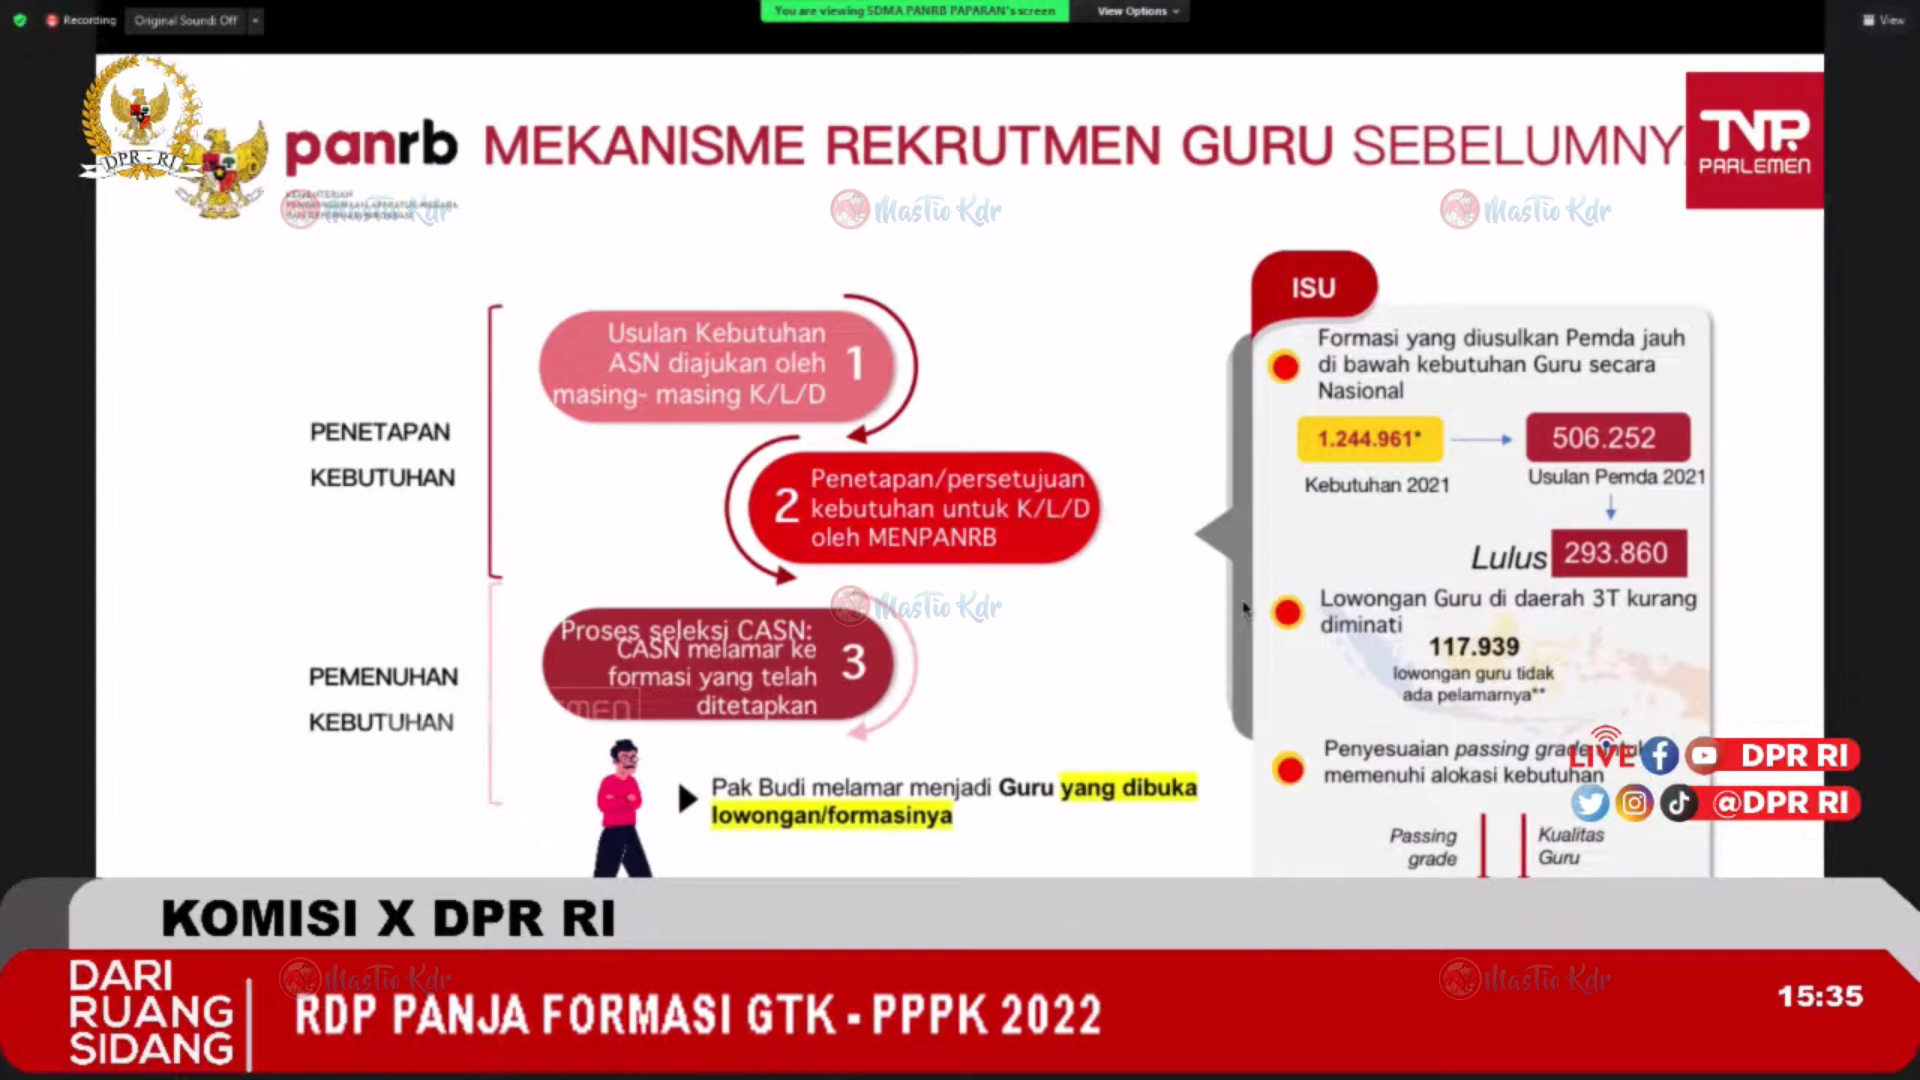 Recording
Original Sound: Off
You are viewing SDMA PANRB PAPARAN's screen
View Options
View
DPR - RI
panrb
KEMENTERIAN
MEKANISME REKRUTMEN GURU SEBELUMNY
TVR
PARLEMEN
MasTio Kdr
MasTio Kdr
MasTio Kdr
PENETAPAN
KEBUTUHAN
Usulan Kebutuhan
ASN diajukan oleh
masing- masing K/L/D
1
2
Penetapan/persetujuan
kebutuhan untuk K/L/D
oleh MENPANRB
PEMENUHAN
KEBUTUHAN
Proses seleksi CASN:
CASN melamar ke
formasi yang telah
ditetapkan
3
MasTio Kdr
Pak Budi melamar menjadi Guru yang dibuka
lowongan/formasinya
ISU
Formasi yang diusulkan Pemda jauh
di bawah kebutuhan Guru secara
Nasional
1.244.961*
506.252
Kebutuhan 2021
Usulan Pemda 2021
Lulus 293.860
Lowongan Guru di daerah 3T kurang
diminati
117.939
lowongan guru tidak
ada pelamarnya**
Penyesuaian passing grade
memenuhi alokasi kebutuhan
Passing
grade
Kualitas
Guru
LIVE DPR RI
@DPR RI
KOMISI X DPR RI
DARI
RUANG
SIDANG
MasTio Kdr
RDP PANJA FORMASI GTK - PPPK 2022
MasTio Kdr
15:35